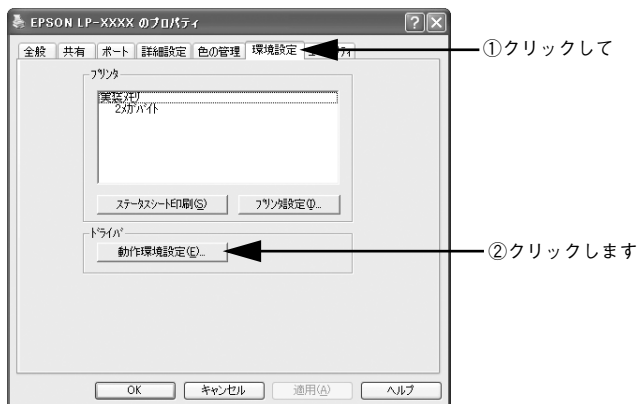 EPSON LP-XXXX のプロパティ
全般 共有 ポート 詳細設定 色の管理 環境設定
①クリックして
プリンタ
実装メモリ
2メガバイト
ステータスシート印刷(S) プリンタ設定(I)...
ドライバ
動作環境設定(E)...
②クリックします
OK キャンセル 適用(A) ヘルプ